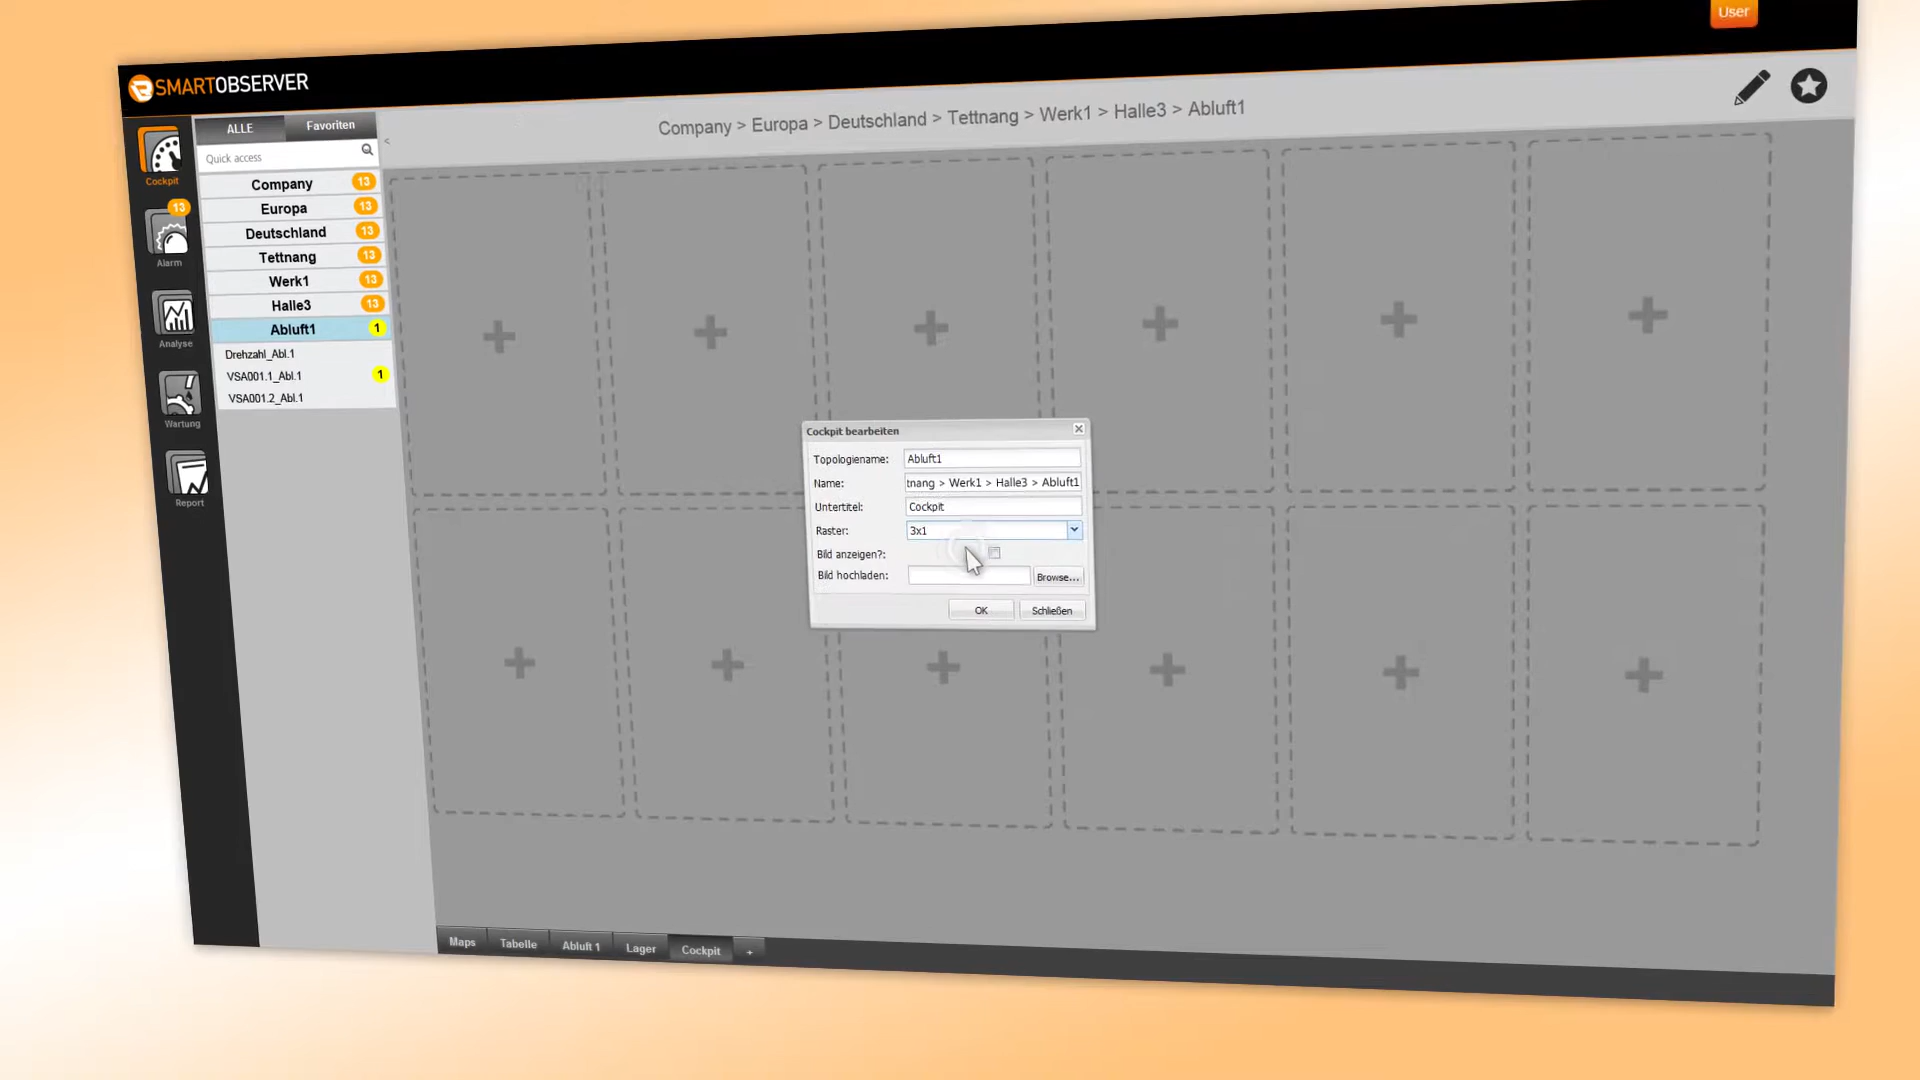 User
SMARTOBSERVER
Company > Europa > Deutschland > Tettnang > Werk1 > Halle3 > Abluft1
ALLE
Favoriten
<
Quick access
Cockpit
13
Alarm
Analyse
Wartung
Report
Company 13
Europa 13
Deutschland 13
Tettnang 13
Werk1 13
Halle3 13
Abluft1 1
Drehzahl_Abl.1
VSA001.1_Abl.1 1
VSA001.2_Abl.1
Cockpit bearbeiten
Topologiename: Abluft1
Name: tnang > Werk1 > Halle3 > Abluft1
Untertitel: Cockpit
Raster: 3x1
Bild anzeigen?:
Bild hochladen: Browse...
OK Schließen
Maps Tabelle Abluft 1 Lager Cockpit +